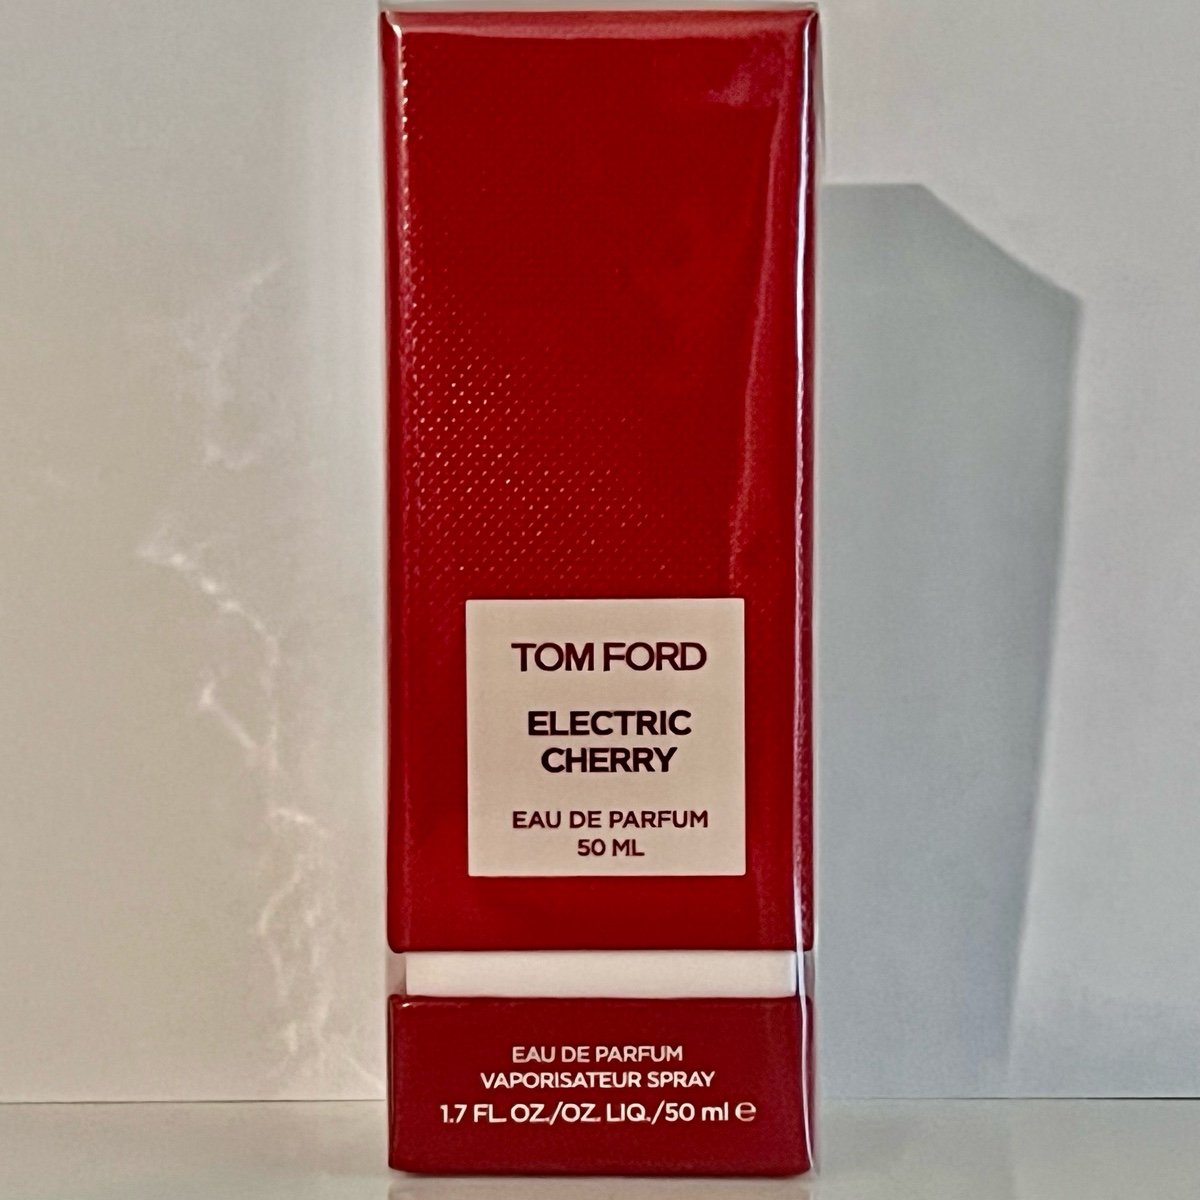 TOM FORD
ELECTRIC
CHERRY
EAU DE PARFUM
50 ML
EAU DE PARFUM
VAPORISATEUR SPRAY
1.7 FL. OZ./OZ. LIQ./50 ml ℮